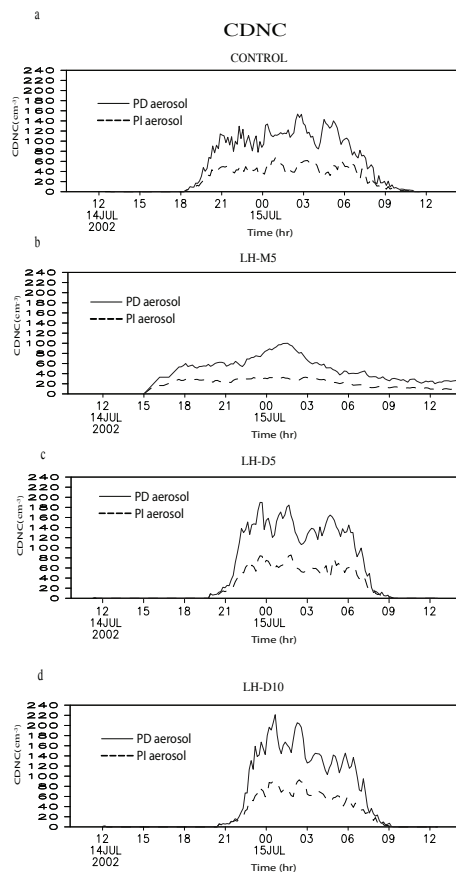 a
CDNC
CONTROL
CDNC(cm⁻³)
240
220
200
180
160
140
120
100
80
60
40
20
0
PD aerosol
PI aerosol
12 15 18 21 00 03 06 09 12
14JUL 15JUL
2002
Time (hr)
b
LH-M5
CDNC(cm⁻³)
240
220
200
180
160
140
120
100
80
60
40
20
0
PD aerosol
PI aerosol
12 15 18 21 00 03 06 09 12
14JUL 15JUL
2002
Time (hr)
c
LH-D5
CDNC(cm⁻³)
240
220
200
180
160
140
120
100
80
60
40
20
0
PD aerosol
PI aerosol
12 15 18 21 00 03 06 09 12
14JUL 15JUL
2002
Time (hr)
d
LH-D10
CDNC(cm⁻³)
240
220
200
180
160
140
120
100
80
60
40
20
0
PD aerosol
PI aerosol
12 15 18 21 00 03 06 09 12
14JUL 15JUL
2002
Time (hr)